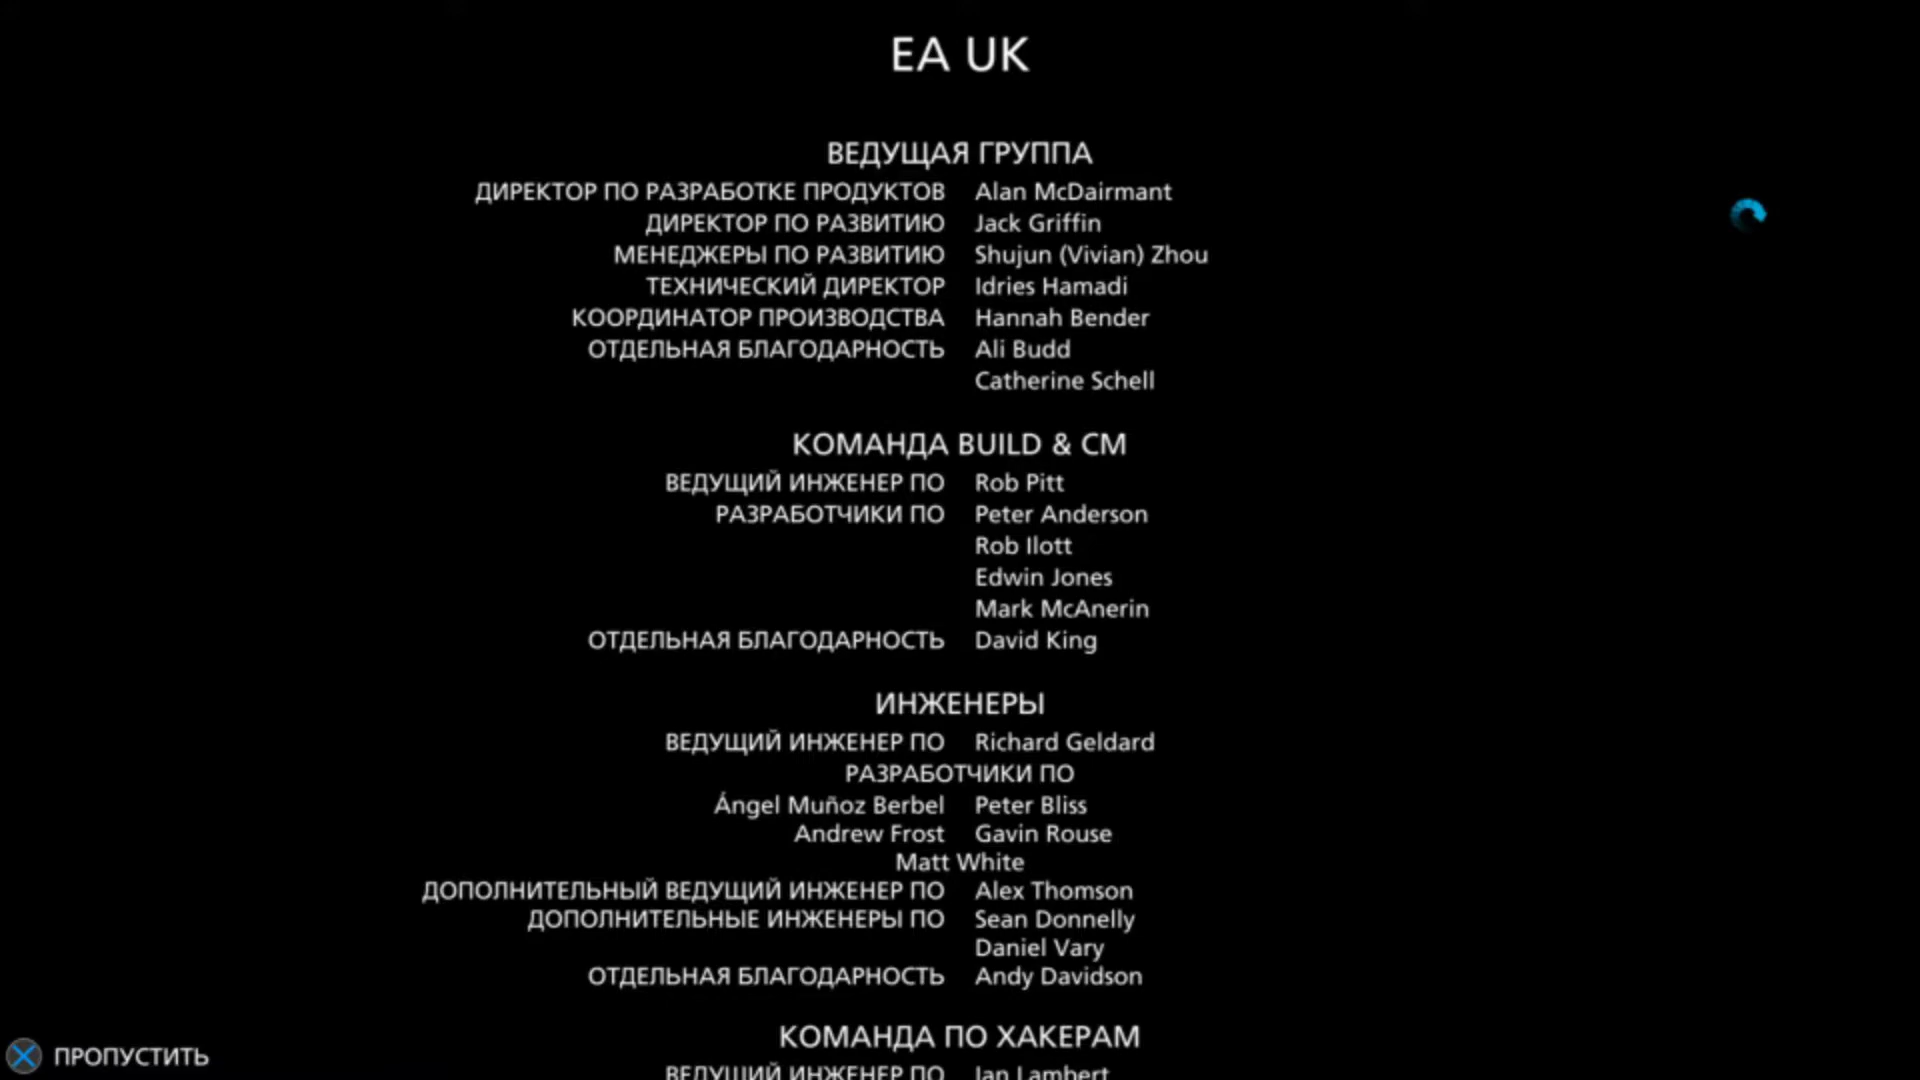 EA UK
ВЕДУЩАЯ ГРУППА
ДИРЕКТОР ПО РАЗРАБОТКЕ ПРОДУКТОВ Alan McDairmant
ДИРЕКТОР ПО РАЗВИТИЮ Jack Griffin
МЕНЕДЖЕРЫ ПО РАЗВИТИЮ Shujun (Vivian) Zhou
ТЕХНИЧЕСКИЙ ДИРЕКТОР Idries Hamadi
КООРДИНАТОР ПРОИЗВОДСТВА Hannah Bender
ОТДЕЛЬНАЯ БЛАГОДАРНОСТЬ Ali Budd
Catherine Schell
КОМАНДА BUILD & CM
ВЕДУЩИЙ ИНЖЕНЕР ПО Rob Pitt
РАЗРАБОТЧИКИ ПО Peter Anderson
Rob Ilott
Edwin Jones
Mark McAnerin
ОТДЕЛЬНАЯ БЛАГОДАРНОСТЬ David King
ИНЖЕНЕРЫ
ВЕДУЩИЙ ИНЖЕНЕР ПО Richard Geldard
РАЗРАБОТЧИКИ ПО
Ángel Muñoz Berbel Peter Bliss
Andrew Frost Gavin Rouse
Matt White
ДОПОЛНИТЕЛЬНЫЙ ВЕДУЩИЙ ИНЖЕНЕР ПО Alex Thomson
ДОПОЛНИТЕЛЬНЫЕ ИНЖЕНЕРЫ ПО Sean Donnelly
Daniel Vary
ОТДЕЛЬНАЯ БЛАГОДАРНОСТЬ Andy Davidson
КОМАНДА ПО ХАКЕРАМ
ВЕДУЩИЙ ИНЖЕНЕР ПО Ian Lambert
ПРОПУСТИТЬ